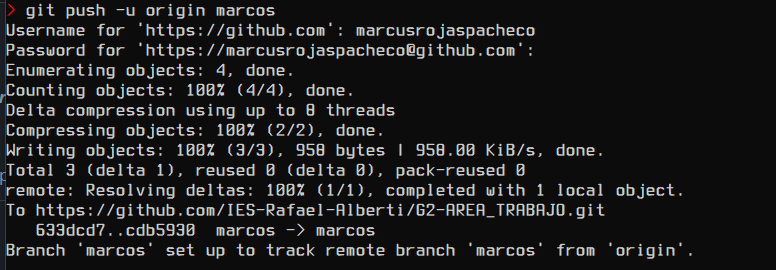 > git push -u origin marcos
Username for 'https://github.com': marcusrojaspacheco
Password for 'https://marcusrojaspacheco@github.com':
Enumerating objects: 4, done.
Counting objects: 100% (4/4), done.
Delta compression using up to 8 threads
Compressing objects: 100% (2/2), done.
Writing objects: 100% (3/3), 958 bytes | 958.00 KiB/s, done.
Total 3 (delta 1), reused 0 (delta 0), pack-reused 0
remote: Resolving deltas: 100% (1/1), completed with 1 local object.
To https://github.com/IES-Rafael-Alberti/G2-AREA_TRABAJO.git
   633dcd7..cdb5930  marcos -> marcos
Branch 'marcos' set up to track remote branch 'marcos' from 'origin'.